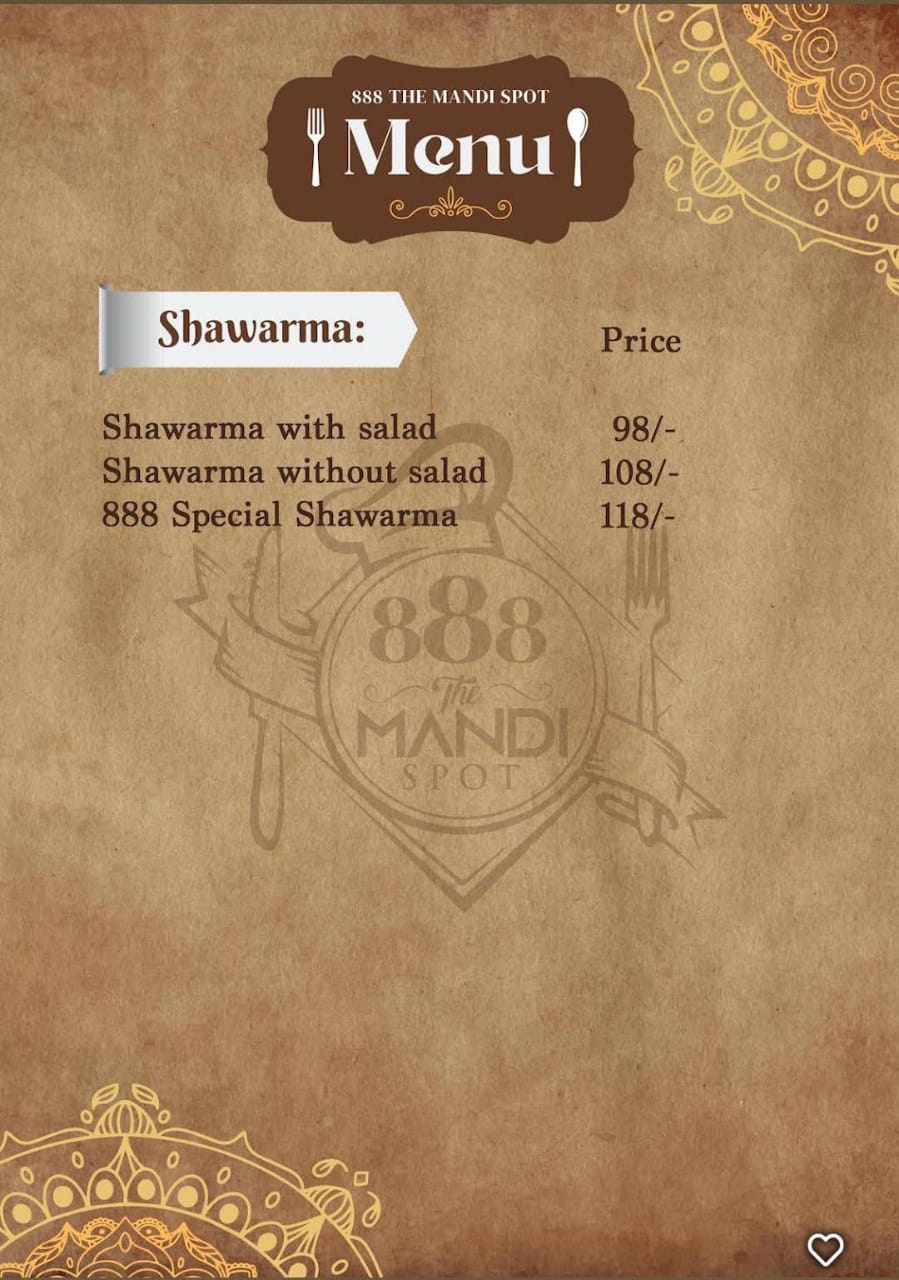 888 THE MANDI SPOT
Menu
Shawarma:
Price
Shawarma with salad 98/-
Shawarma without salad 108/-
888 Special Shawarma 118/-
888
The
MANDI
SPOT